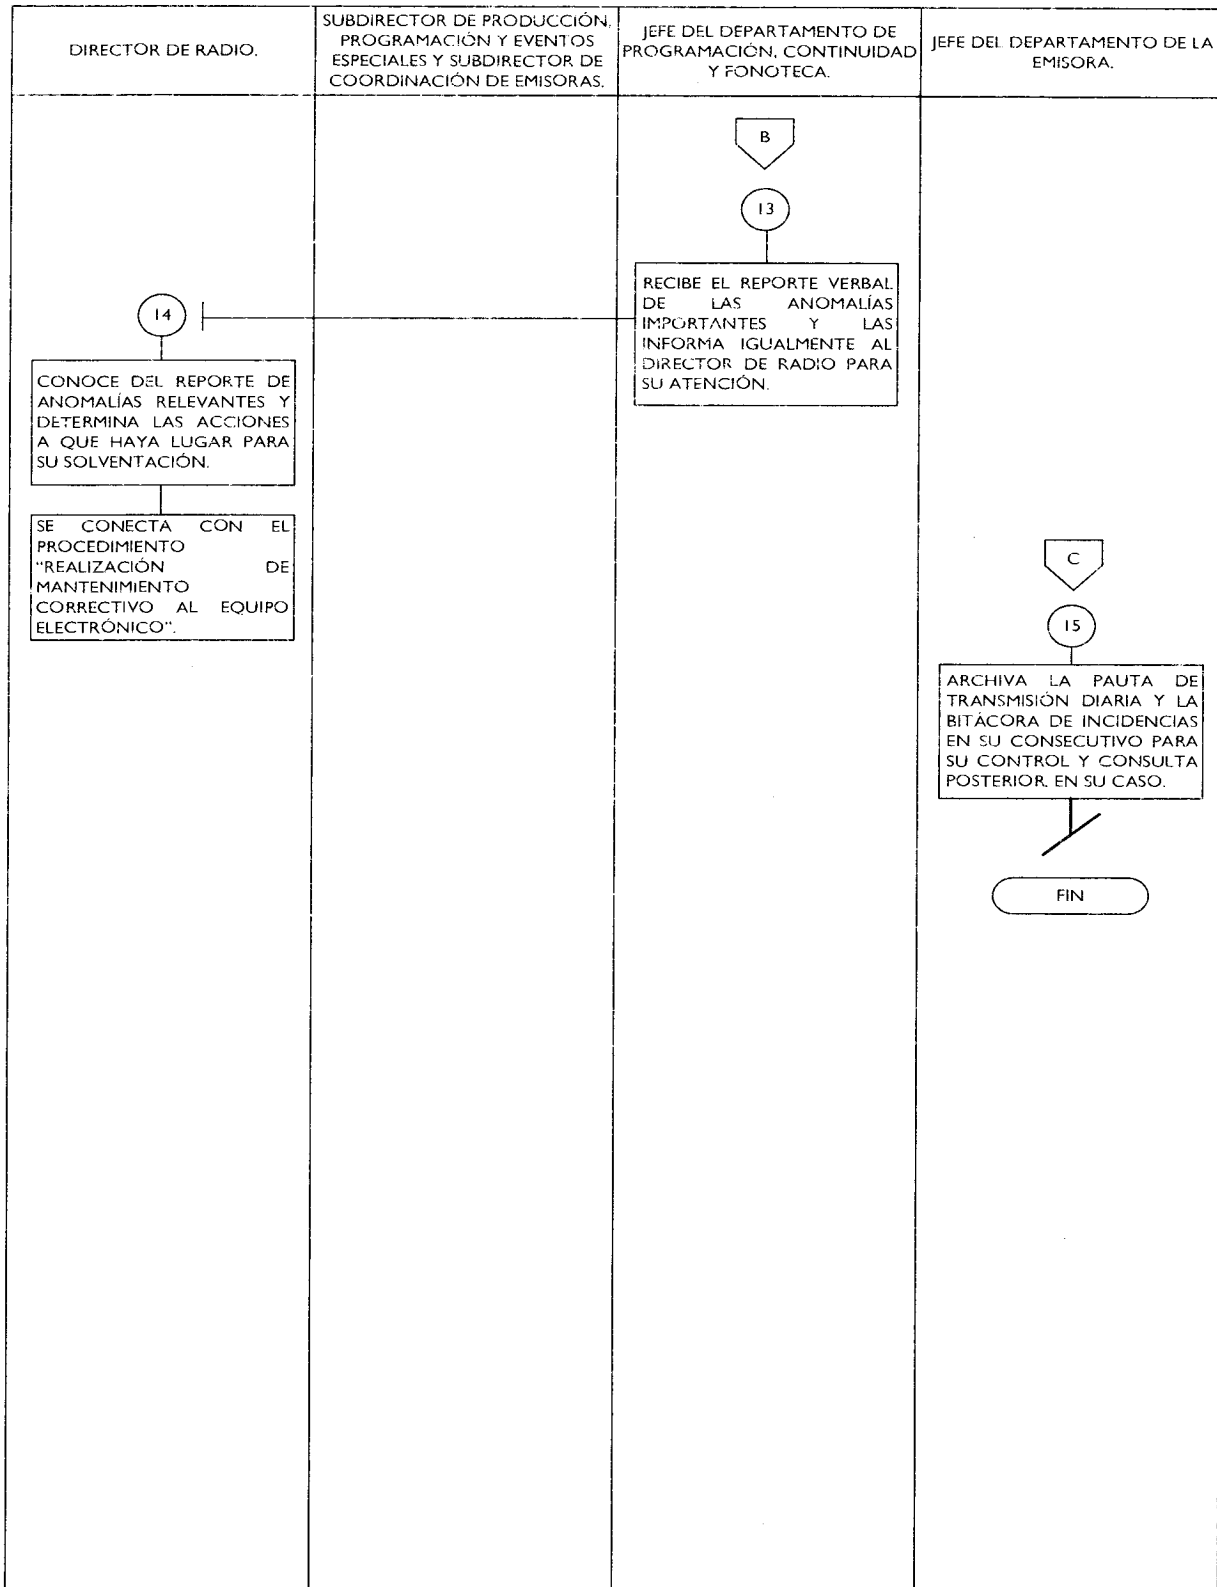 DIRECTOR DE RADIO.
SUBDIRECTOR DE PRODUCCIÓN,
PROGRAMACIÓN Y EVENTOS
ESPECIALES Y SUBDIRECTOR DE
COORDINACIÓN DE EMISORAS.
JEFE DEL DEPARTAMENTO DE
PROGRAMACIÓN, CONTINUIDAD
Y FONOTECA.
JEFE DEL DEPARTAMENTO DE LA
EMISORA.
B
13
RECIBE EL REPORTE VERBAL
DE LAS ANOMALÍAS
IMPORTANTES Y LAS
INFORMA IGUALMENTE AL
DIRECTOR DE RADIO PARA
SU ATENCIÓN.
14
CONOCE DEL REPORTE DE
ANOMALÍAS RELEVANTES Y
DETERMINA LAS ACCIONES
A QUE HAYA LUGAR PARA
SU SOLVENTACIÓN.
SE CONECTA CON EL
PROCEDIMIENTO
"REALIZACIÓN DE
MANTENIMIENTO
CORRECTIVO AL EQUIPO
ELECTRÓNICO".
C
15
ARCHIVA LA PAUTA DE
TRANSMISIÓN DIARIA Y LA
BITÁCORA DE INCIDENCIAS
EN SU CONSECUTIVO PARA
SU CONTROL Y CONSULTA
POSTERIOR, EN SU CASO.
FIN